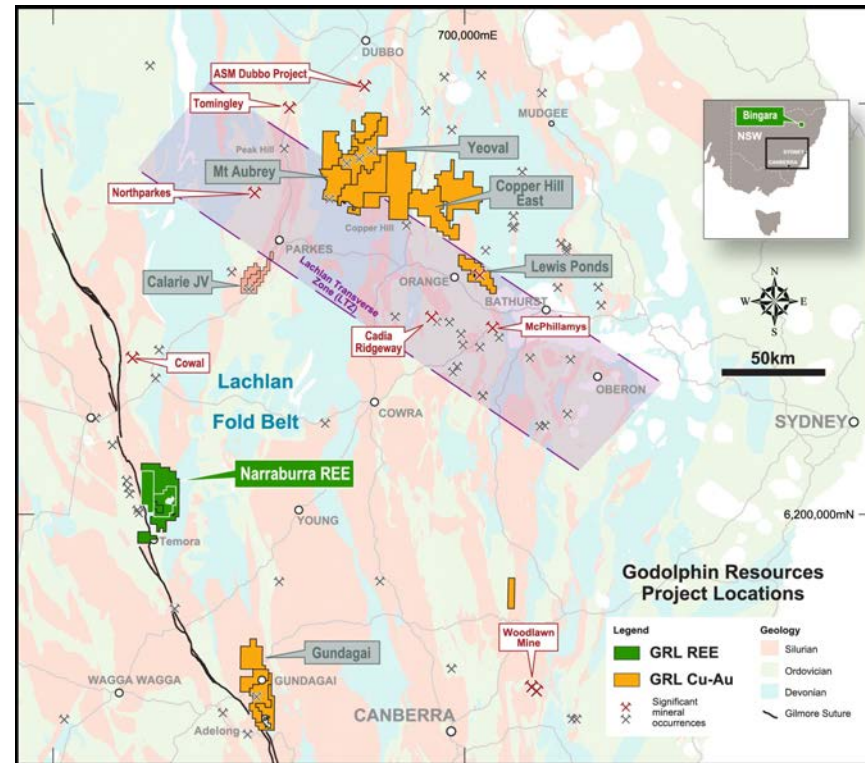 700,000mE
DUBBO
ASM Dubbo Project
Tomingley
MUDGEE
Bingara
NSW
SYDNEY
CANBERRA
Peak Hill
Yeoval
Mt Aubrey
Northparkes
Copper Hill
East
Copper Hill
PARKES
Lachlan Transverse
Zone (LTZ)
Calarie JV
ORANGE
Lewis Ponds
BATHURST
N
W
E
S
Cadia
Ridgeway
McPhillamys
50km
Cowal
OBERON
Lachlan
Fold Belt
COWRA
SYDNEY
Narraburra REE
YOUNG
6,200,000mN
Temora
Godolphin Resources
Project Locations
Legend
GRL REE
GRL Cu-Au
Significant
mineral
occurrences
Geology
Silurian
Ordovician
Devonian
Gilmore Suture
Woodlawn
Mine
Gundagai
WAGGA WAGGA
GUNDAGAI
Adelong
CANBERRA